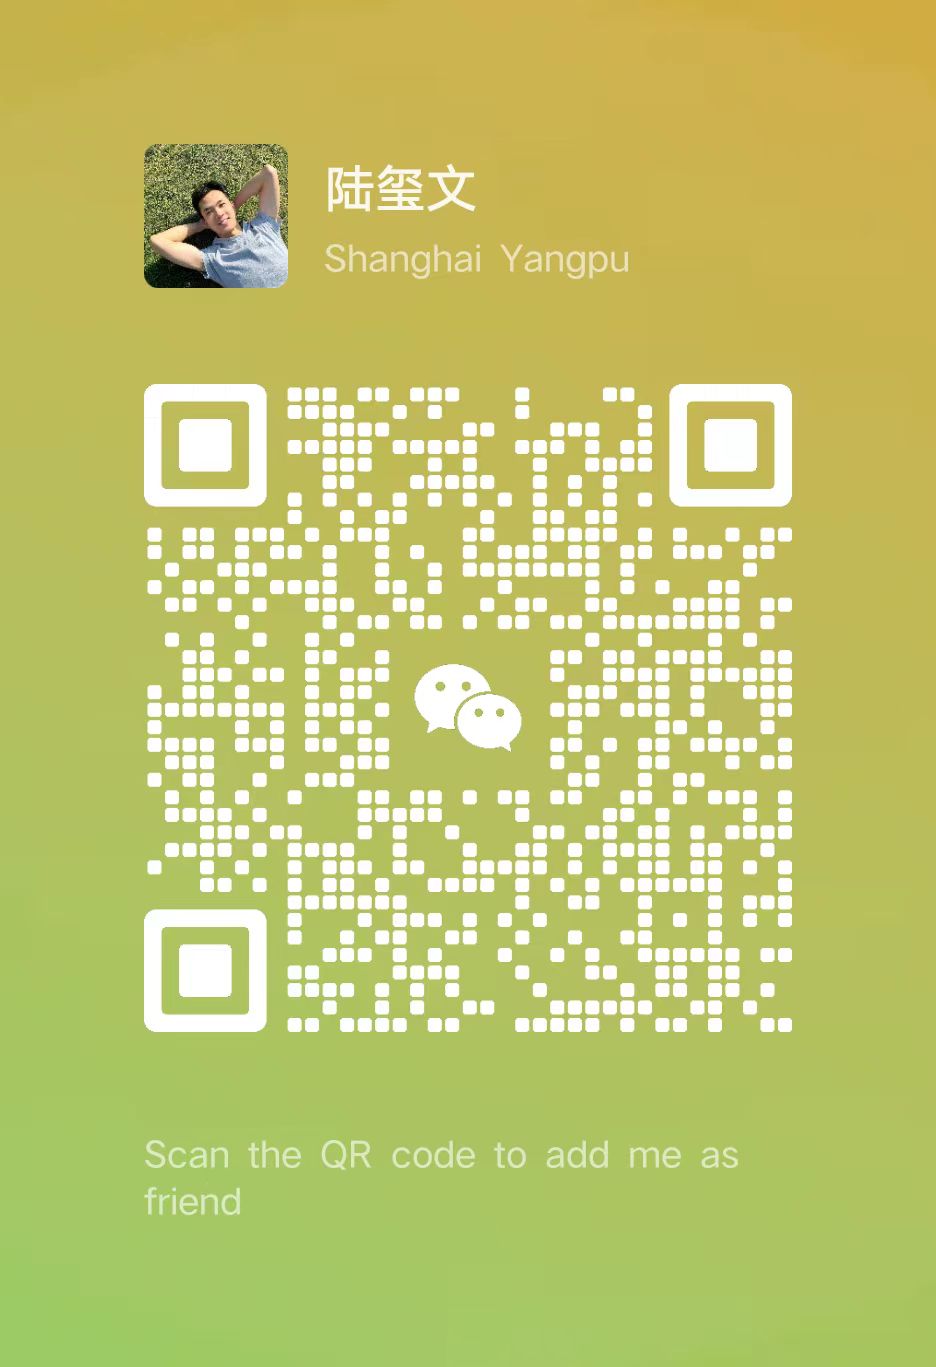 陆玺文
Shanghai Yangpu
Scan the QR code to add me as
friend